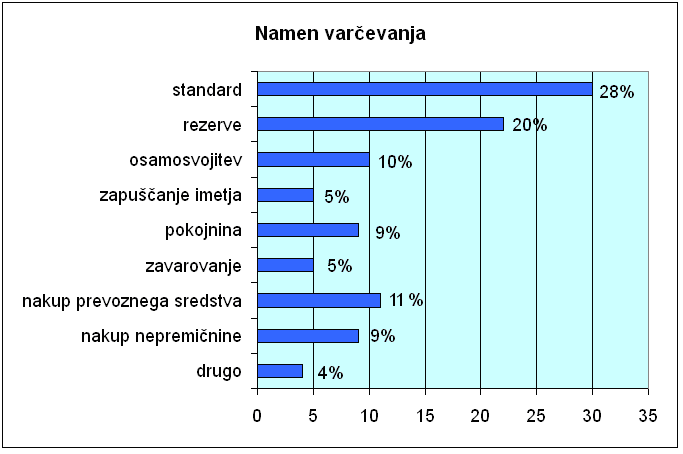 Namen varčevanja
standard 28%
rezerve 20%
osamosvojitev 10%
zapuščanje imetja 5%
pokojnina 9%
zavarovanje 5%
nakup prevoznega sredstva 11 %
nakup nepremičnine 9%
drugo 4%
0 5 10 15 20 25 30 35